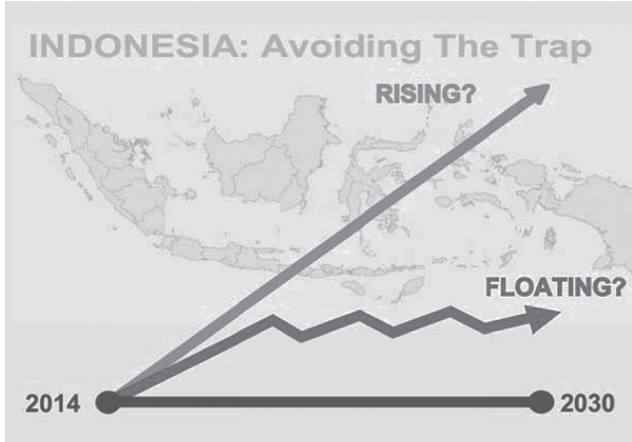 INDONESIA: Avoiding The Trap
RISING?
FLOATING?
2014
2030